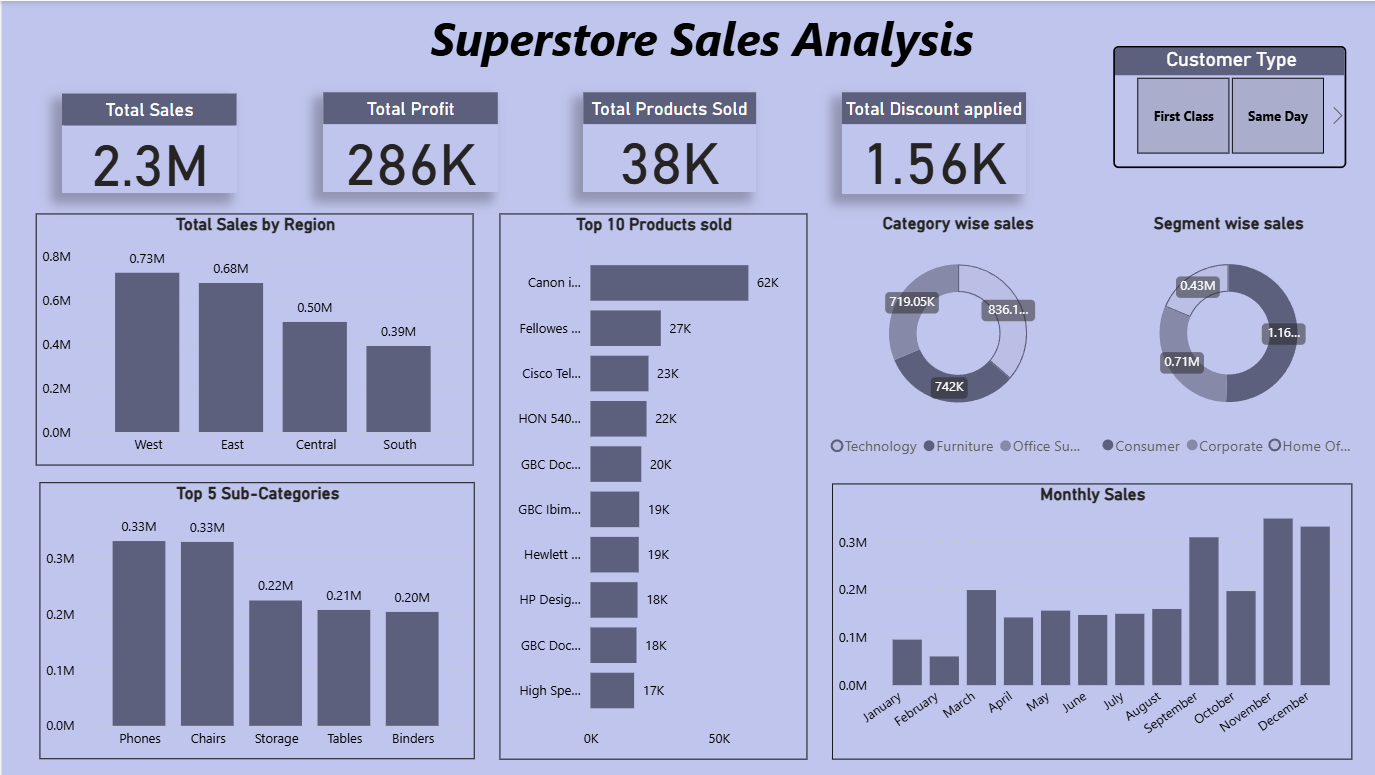 Superstore Sales Analysis
Customer Type
First Class
Same Day
Total Sales
2.3M
Total Profit
286K
Total Products Sold
38K
Total Discount applied
1.56K
Total Sales by Region
0.8M
0.6M
0.4M
0.2M
0.0M
0.73M
0.68M
0.50M
0.39M
West
East
Central
South
Top 5 Sub-Categories
0.3M
0.2M
0.1M
0.0M
0.33M
0.33M
0.22M
0.21M
0.20M
Phones
Chairs
Storage
Tables
Binders
Top 10 Products sold
Canon i... 62K
Fellowes ... 27K
Cisco Tel... 23K
HON 540... 22K
GBC Doc... 20K
GBC Ibim... 19K
Hewlett ... 19K
HP Desig... 18K
GBC Doc... 18K
High Spe... 17K
0K 50K
Category wise sales
719.05K
836.1...
742K
Technology Furniture Office Su...
Segment wise sales
0.43M
1.16...
0.71M
Consumer Corporate Home Of...
Monthly Sales
0.3M
0.2M
0.1M
0.0M
January
February
March
April
May
June
July
August
September
October
November
December